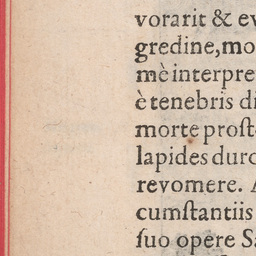 vorarit & ev
gredine, mo
mè interpre
è tenebris di
morte proſt
lapides duro
revomere. A
cumſtantiis
ſuo opere Sa